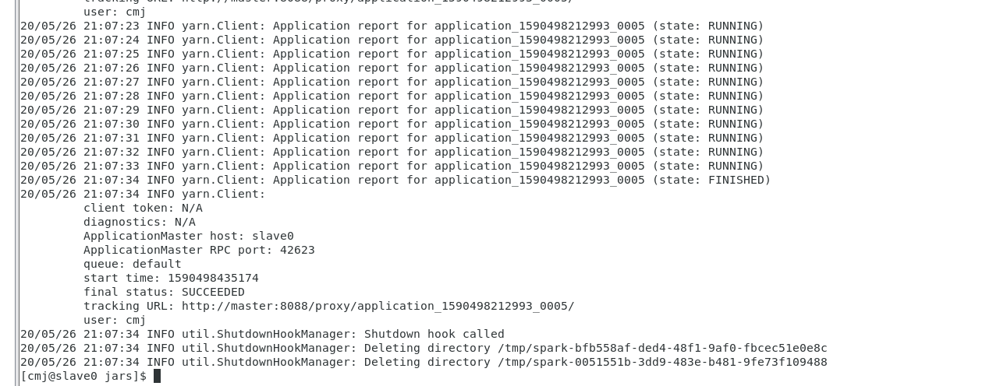 tracking URL: http://master:8088/proxy/application_1590498212993_0005/
user: cmj
20/05/26 21:07:23 INFO yarn.Client: Application report for application_1590498212993_0005 (state: RUNNING)
20/05/26 21:07:24 INFO yarn.Client: Application report for application_1590498212993_0005 (state: RUNNING)
20/05/26 21:07:25 INFO yarn.Client: Application report for application_1590498212993_0005 (state: RUNNING)
20/05/26 21:07:26 INFO yarn.Client: Application report for application_1590498212993_0005 (state: RUNNING)
20/05/26 21:07:27 INFO yarn.Client: Application report for application_1590498212993_0005 (state: RUNNING)
20/05/26 21:07:28 INFO yarn.Client: Application report for application_1590498212993_0005 (state: RUNNING)
20/05/26 21:07:29 INFO yarn.Client: Application report for application_1590498212993_0005 (state: RUNNING)
20/05/26 21:07:30 INFO yarn.Client: Application report for application_1590498212993_0005 (state: RUNNING)
20/05/26 21:07:31 INFO yarn.Client: Application report for application_1590498212993_0005 (state: RUNNING)
20/05/26 21:07:32 INFO yarn.Client: Application report for application_1590498212993_0005 (state: RUNNING)
20/05/26 21:07:33 INFO yarn.Client: Application report for application_1590498212993_0005 (state: RUNNING)
20/05/26 21:07:34 INFO yarn.Client: Application report for application_1590498212993_0005 (state: FINISHED)
20/05/26 21:07:34 INFO yarn.Client:
client token: N/A
diagnostics: N/A
ApplicationMaster host: slave0
ApplicationMaster RPC port: 42623
queue: default
start time: 1590498435174
final status: SUCCEEDED
tracking URL: http://master:8088/proxy/application_1590498212993_0005/
user: cmj
20/05/26 21:07:34 INFO util.ShutdownHookManager: Shutdown hook called
20/05/26 21:07:34 INFO util.ShutdownHookManager: Deleting directory /tmp/spark-bfb558af-ded4-48f1-9af0-fbcec51e0e8c
20/05/26 21:07:34 INFO util.ShutdownHookManager: Deleting directory /tmp/spark-0051551b-3dd9-483e-b481-9fe73f109488
[cmj@slave0 jars]$